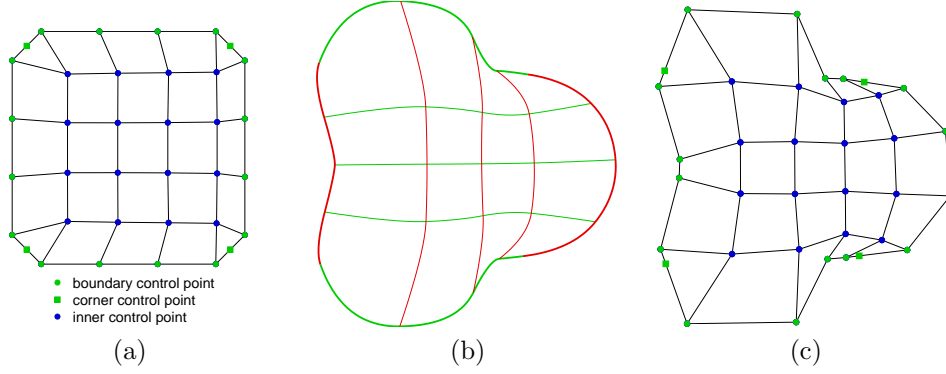 boundary control point
corner control point
inner control point
(a)
(b)
(c)